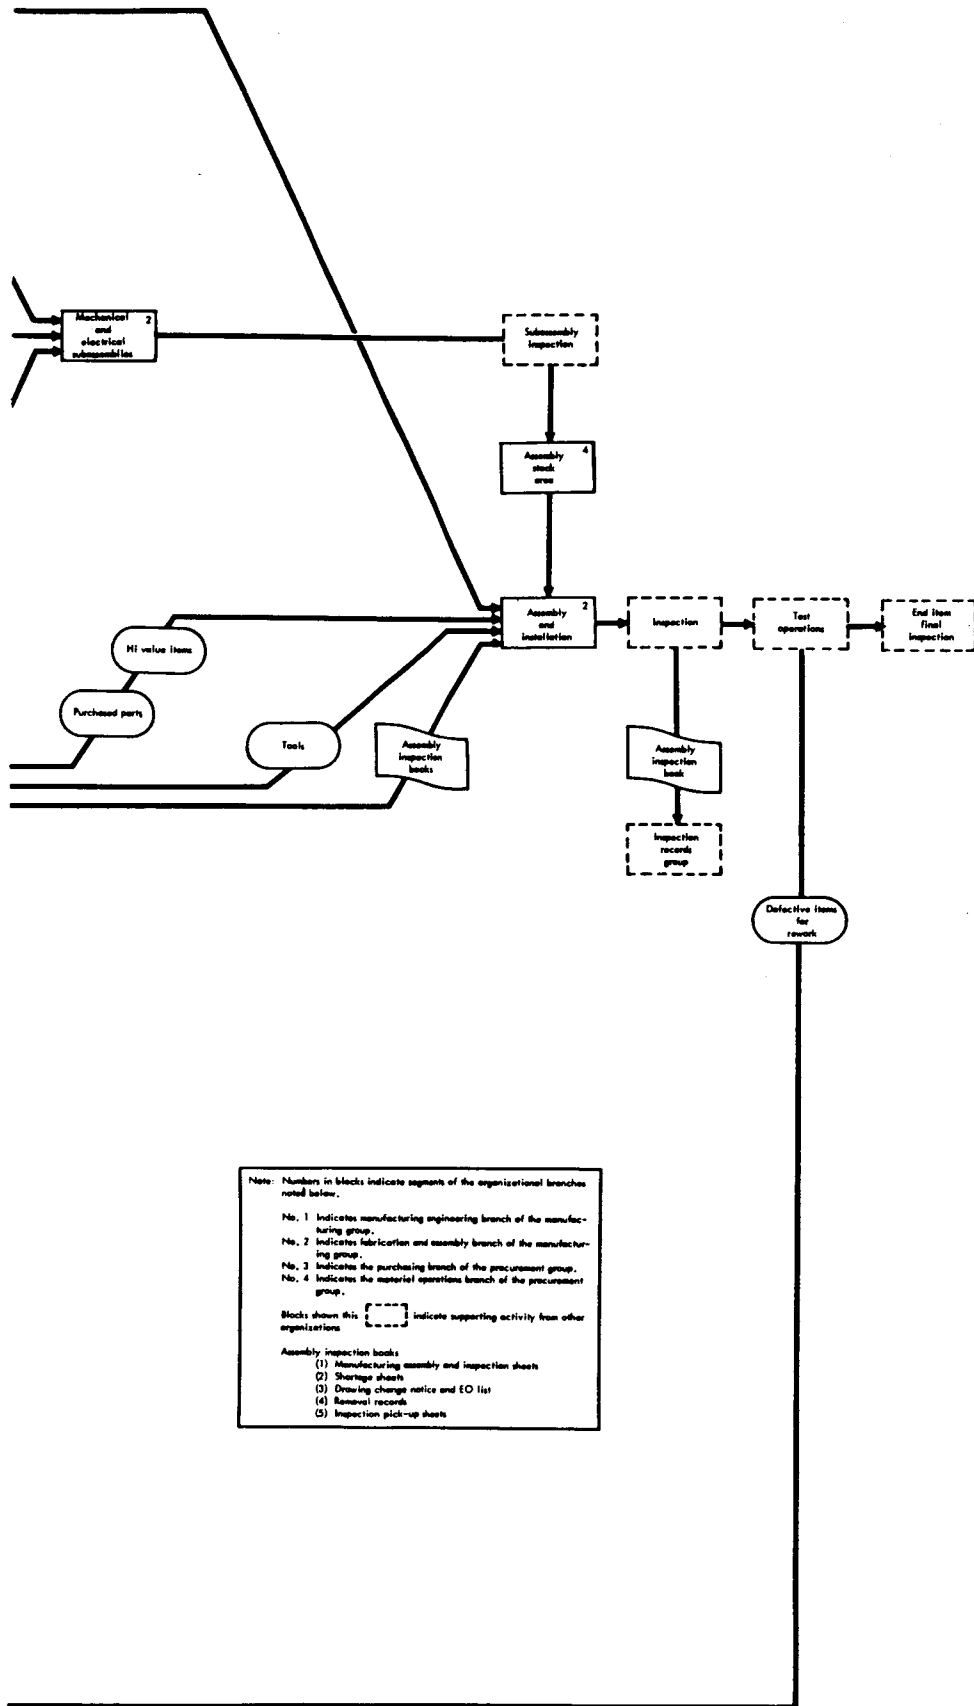 Mechanical 2
and
electrical
subassemblies
Subassembly
inspection
Assembly 4
stock
area
Assembly 2
and
installation
Inspection
Test
operations
End item
final
inspection
Hi value items
Purchased parts
Tools
Assembly
inspection
books
Assembly
inspection
book
Inspection
records
group
Defective items
for
rework
Note: Numbers in blocks indicate segments of the organizational branches
noted below.
No. 1 Indicates manufacturing engineering branch of the manufac-
turing group.
No. 2 Indicates fabrication and assembly branch of the manufactur-
ing group.
No. 3 Indicates the purchasing branch of the procurement group.
No. 4 Indicates the materiel operations branch of the procurement
group.
Blocks shown this indicate supporting activity from other
organizations
Assembly inspection books
(1) Manufacturing assembly and inspection sheets
(2) Shortage sheets
(3) Drawing change notice and EO list
(4) Removal records
(5) Inspection pick-up sheets